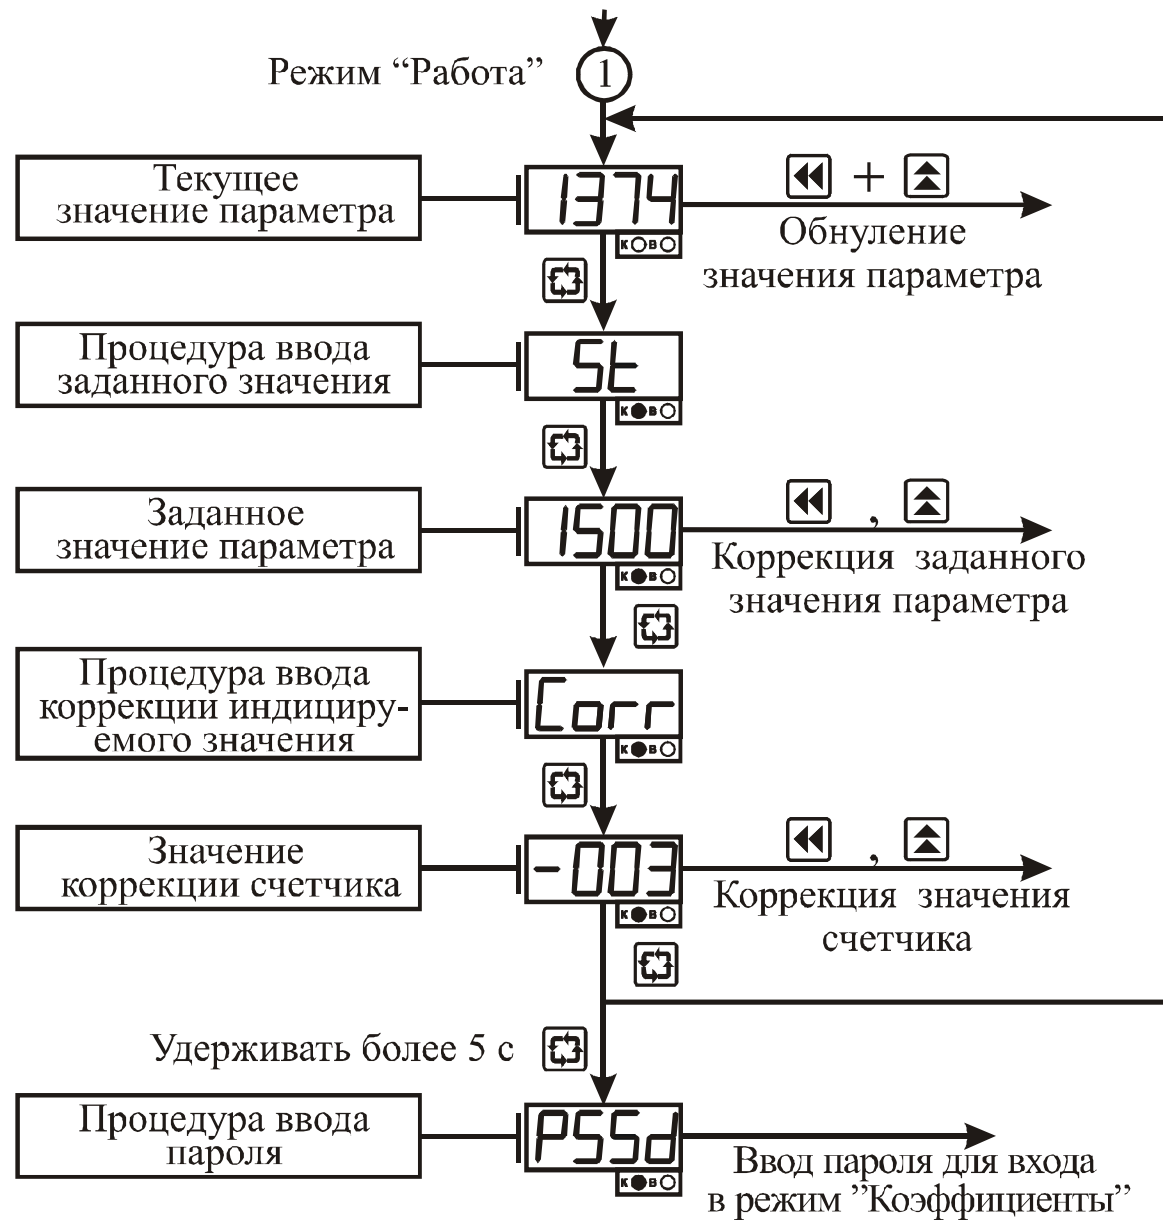 Режим “Работа”
1
Текущее
значение параметра
1374
К В
+
Обнуление
значения параметра
Процедура ввода
заданного значения
St
К В
Заданное
значение параметра
1500
К В
,
Коррекция заданного
значения параметра
Процедура ввода
коррекции индициру-
емого значения
Corr
К В
Значение
коррекции счетчика
-003
К В
,
Коррекция значения
счетчика
Удерживать более 5 с
Процедура ввода
пароля
PSSd
К В
Ввод пароля для входа
в режим ”Коэффициенты”